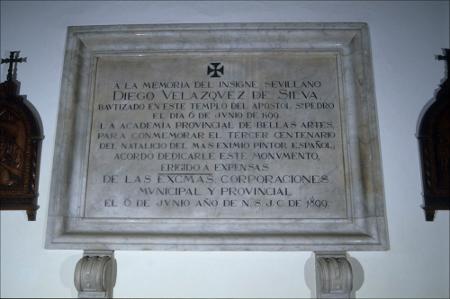 A LA MEMORIA DEL INSIGNE SEVILLANO
DIEGO VELAZQVEZ DE SILVA
BAVTIZADO EN ESTE TEMPLO DEL APOSTOL Sn PEDRO
EL DIA 6 DE JVNIO DE 1599.
LA ACADEMIA PROVINCIAL DE BELLAS ARTES,
PARA CONMEMORAR EL TERCER CENTENARIO
DEL NATALICIO DEL MAS EXIMIO PINTOR ESPAÑOL,
ACORDO DEDICARLE ESTE MONVMENTO,
ERIGIDO A EXPENSAS
DE LAS EXCMAS. CORPORACIONES
MVNICIPAL Y PROVINCIAL
EL 6 DE JVNIO AÑO DE N. S. J. C. DE 1899.